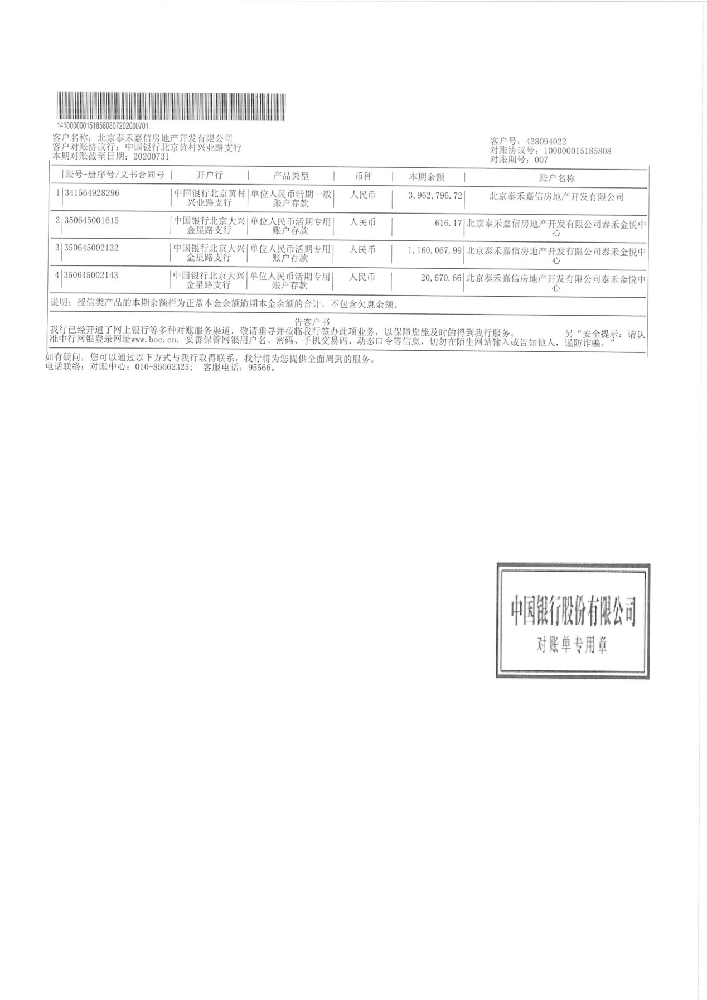 1410000001518580807202000701
客户名称：北京泰禾嘉信房地产开发有限公司
客户对账协议行：中国银行北京黄村兴业路支行
本期对账截至日期：20200731
客户号：428094022
对账协议号：100000015185808
对账期号：007
账号-册序号/文书合同号 开户行 产品类型 币种 本期余额 账户名称
1 341564928296 中国银行北京黄村 单位人民币活期一般 人民币 3,962,796.72 北京泰禾嘉信房地产开发有限公司
兴业路支行 账户存款
2 350645001615 中国银行北京大兴 单位人民币活期专用 人民币 616.17 北京泰禾嘉信房地产开发有限公司泰禾金悦中
金星路支行 账户存款 心
3 350645002132 中国银行北京大兴 单位人民币活期专用 人民币 1,160,067.99 北京泰禾嘉信房地产开发有限公司泰禾金悦中
金星路支行 账户存款 心
4 350645002143 中国银行北京大兴 单位人民币活期专用 人民币 20,670.66 北京泰禾嘉信房地产开发有限公司泰禾金悦中
金星路支行 账户存款 心
说明：授信类产品的本期余额栏为正常本金余额逾期本金余额的合计，不包含欠息余额。
告客户书
我行已经开通了网上银行等多种对账服务渠道，敬请垂寻并莅临我行签办此项业务，以保障您能及时的得到我行服务。 另“安全提示：请认
准中行网银登录网址www.boc.cn，妥善保管网银用户名、密码、手机交易码、动态口令等信息，切勿在陌生网站输入或告知他人，谨防诈骗。”
如有疑问，您可以通过以下方式与我行取得联系，我行将为您提供全面周到的服务。
电话联络：对账中心：010-85662325； 客服电话：95566。
中国银行股份有限公司
对账单专用章